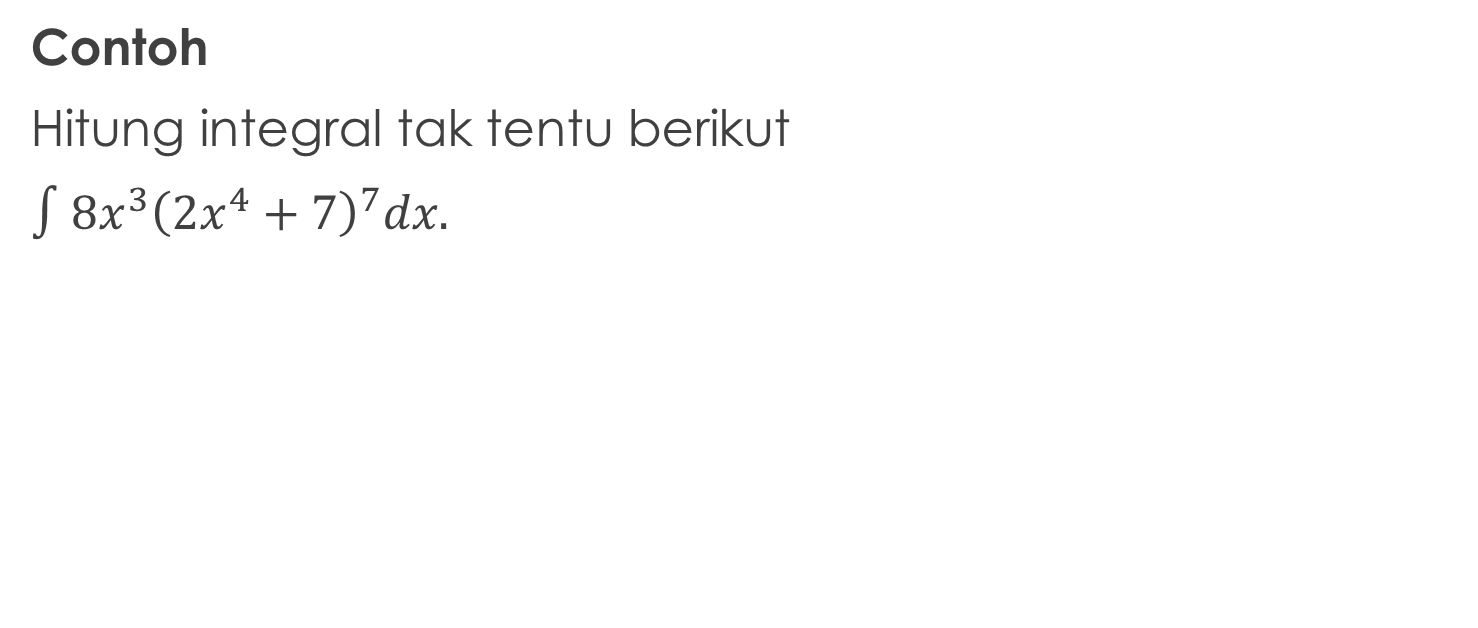 Contoh
Hitung integral tak tentu berikut
∫ 8x³(2x⁴ + 7)⁷dx.